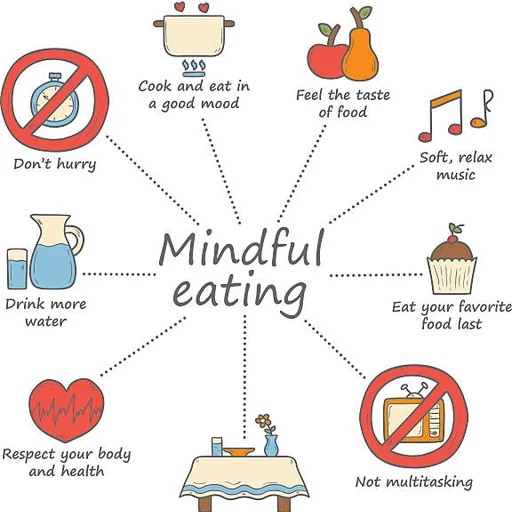 Cook and eat in
a good mood
Feel the taste
of food
Don't hurry
Soft, relax
music
Mindful
eating
Drink more
water
Eat your favorite
food last
Respect your body
and health
Not multitasking